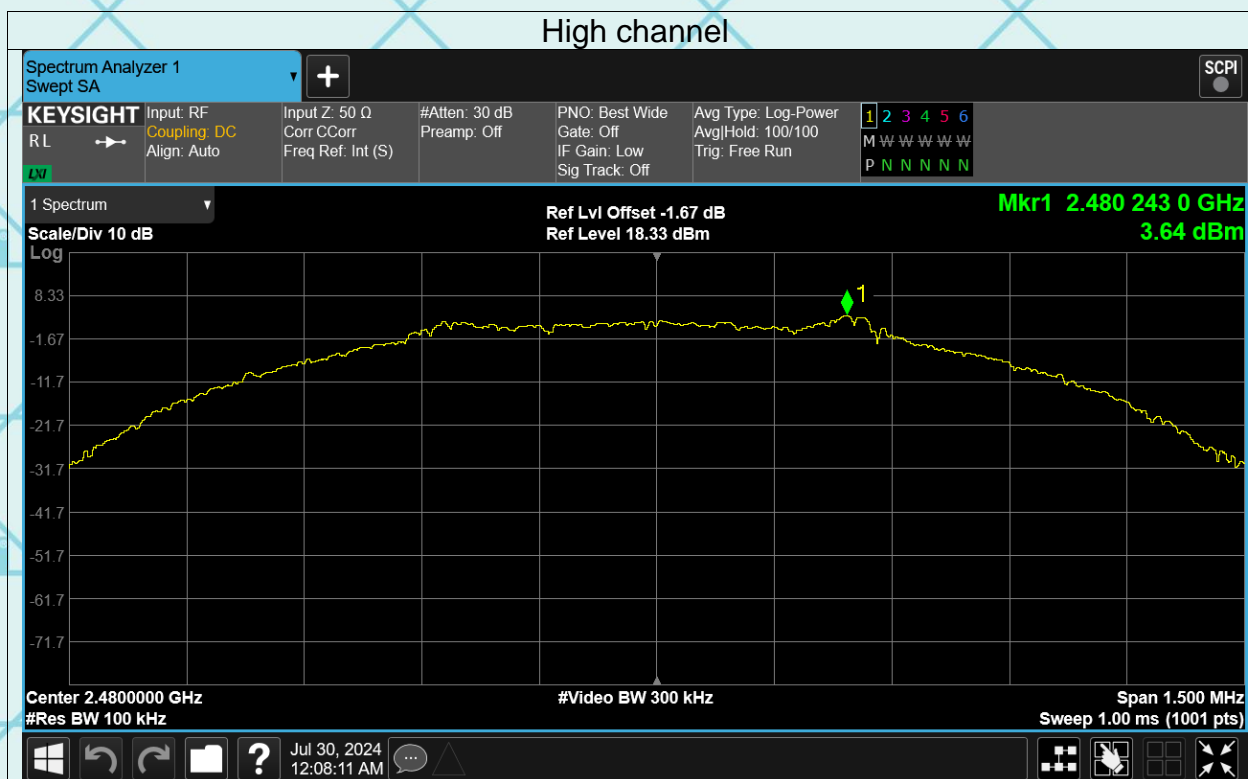 High channel
Spectrum Analyzer 1
Swept SA
+
SCPI
KEYSIGHT
RL
LXI
Input: RF
Coupling: DC
Align: Auto
Input Z: 50 Ω
Corr CCorr
Freq Ref: Int (S)
#Atten: 30 dB
Preamp: Off
PNO: Best Wide
Gate: Off
IF Gain: Low
Sig Track: Off
Avg Type: Log-Power
Avg|Hold: 100/100
Trig: Free Run
1 2 3 4 5 6
M W W W W W
P N N N N N
1 Spectrum
Scale/Div 10 dB
Log
Ref Lvl Offset -1.67 dB
Ref Level 18.33 dBm
Mkr1 2.480 243 0 GHz
3.64 dBm
1
8.33
-1.67
-11.7
-21.7
-31.7
-41.7
-51.7
-61.7
-71.7
Center 2.4800000 GHz
#Res BW 100 kHz
#Video BW 300 kHz
Span 1.500 MHz
Sweep 1.00 ms (1001 pts)
?
Jul 30, 2024
12:08:11 AM